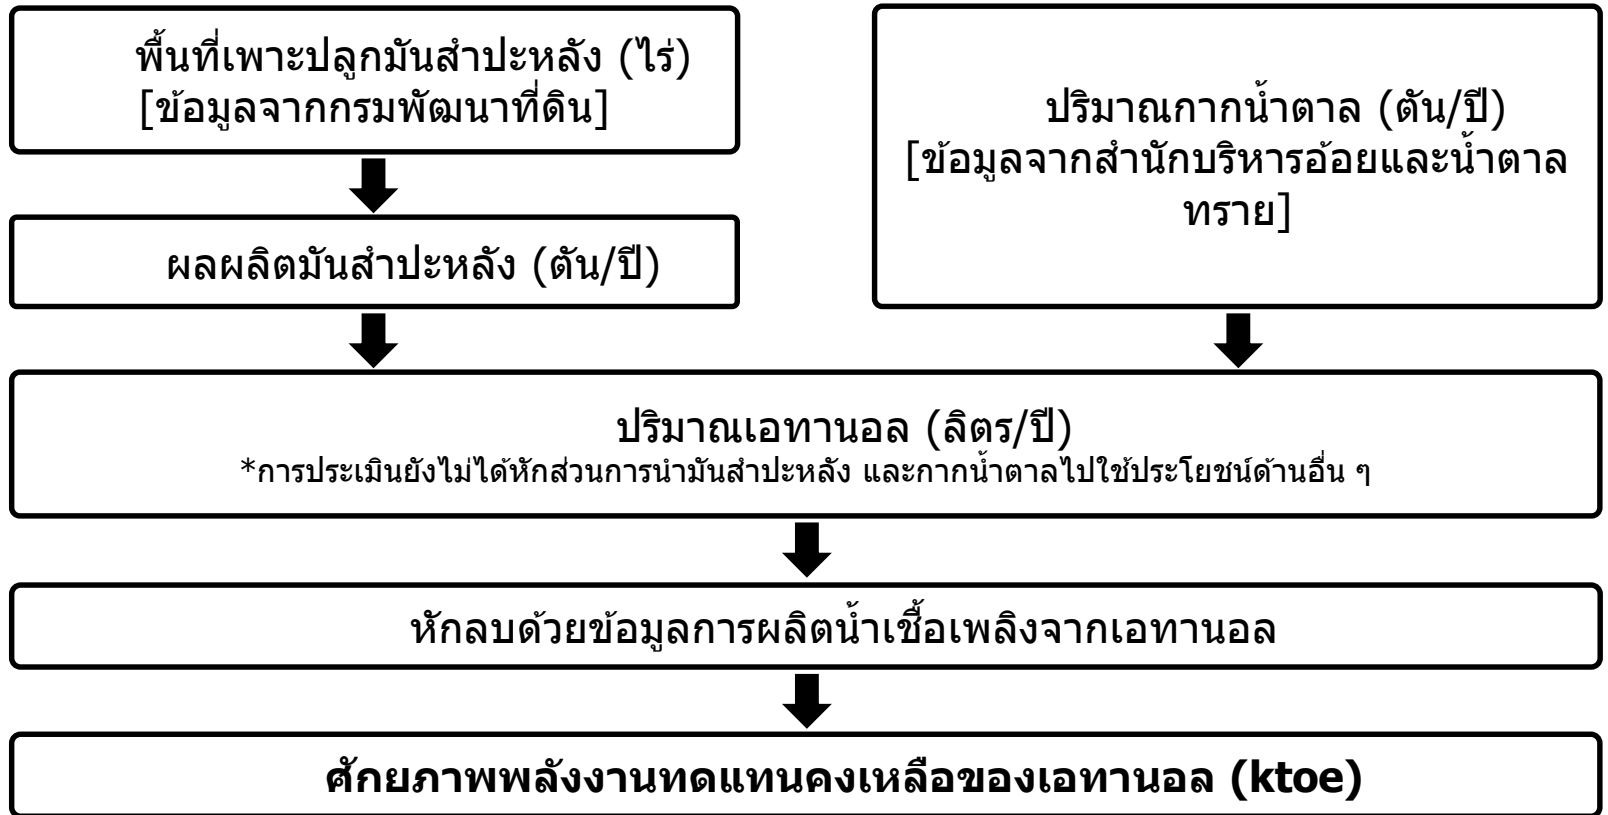 พื้นที่เพาะปลูกมันสำปะหลัง (ไร่)
[ข้อมูลจากกรมพัฒนาที่ดิน]
ผลผลิตมันสำปะหลัง (ตัน/ปี)
ปริมาณกากน้ำตาล (ตัน/ปี)
[ข้อมูลจากสำนักบริหารอ้อยและน้ำตาล
ทราย]
ปริมาณเอทานอล (ลิตร/ปี)
*การประเมินยังไม่ได้หักส่วนการนำมันสำปะหลัง และกากน้ำตาลไปใช้ประโยชน์ด้านอื่น ๆ
หักลบด้วยข้อมูลการผลิตน้ำเชื้อเพลิงจากเอทานอล
ศักยภาพพลังงานทดแทนคงเหลือของเอทานอล (ktoe)